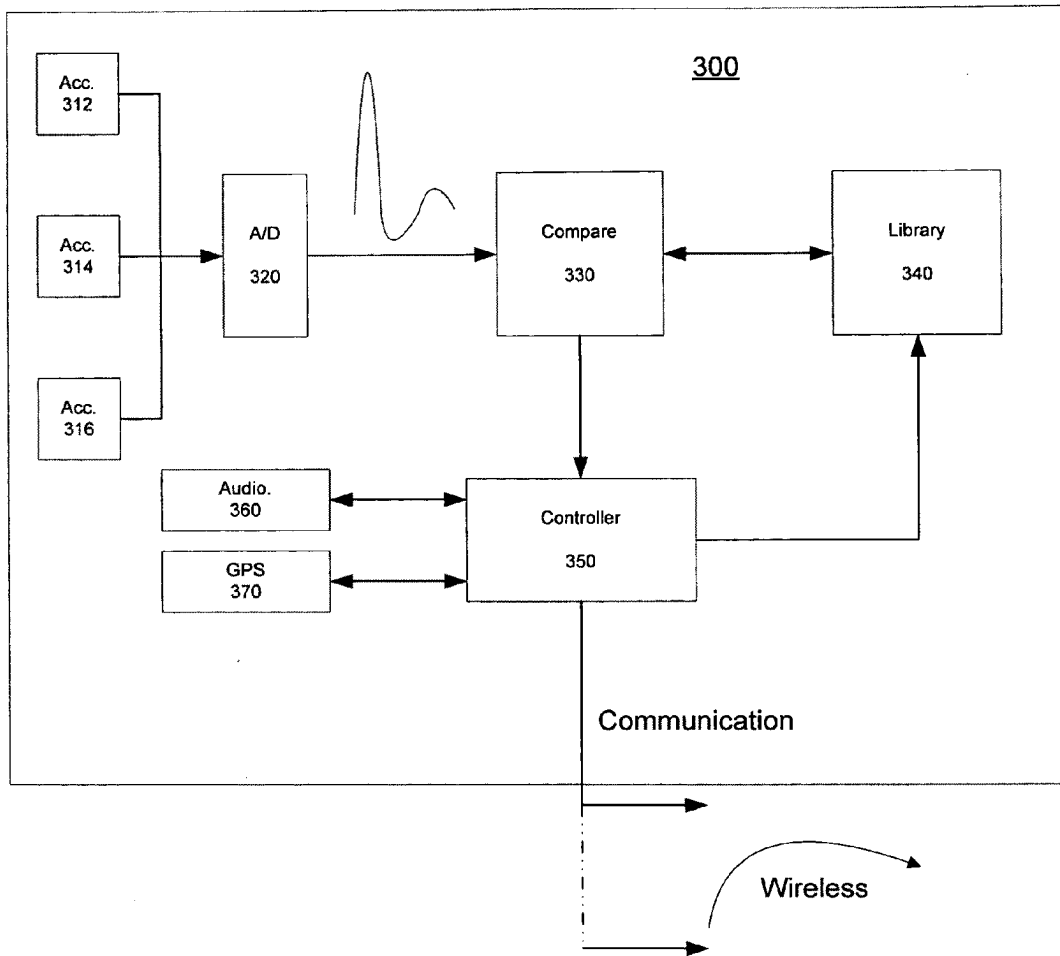 300
Acc.
312
Acc.
314
Acc.
316
A/D
320
Compare
330
Library
340
Audio.
360
GPS
370
Controller
350
Communication
Wireless